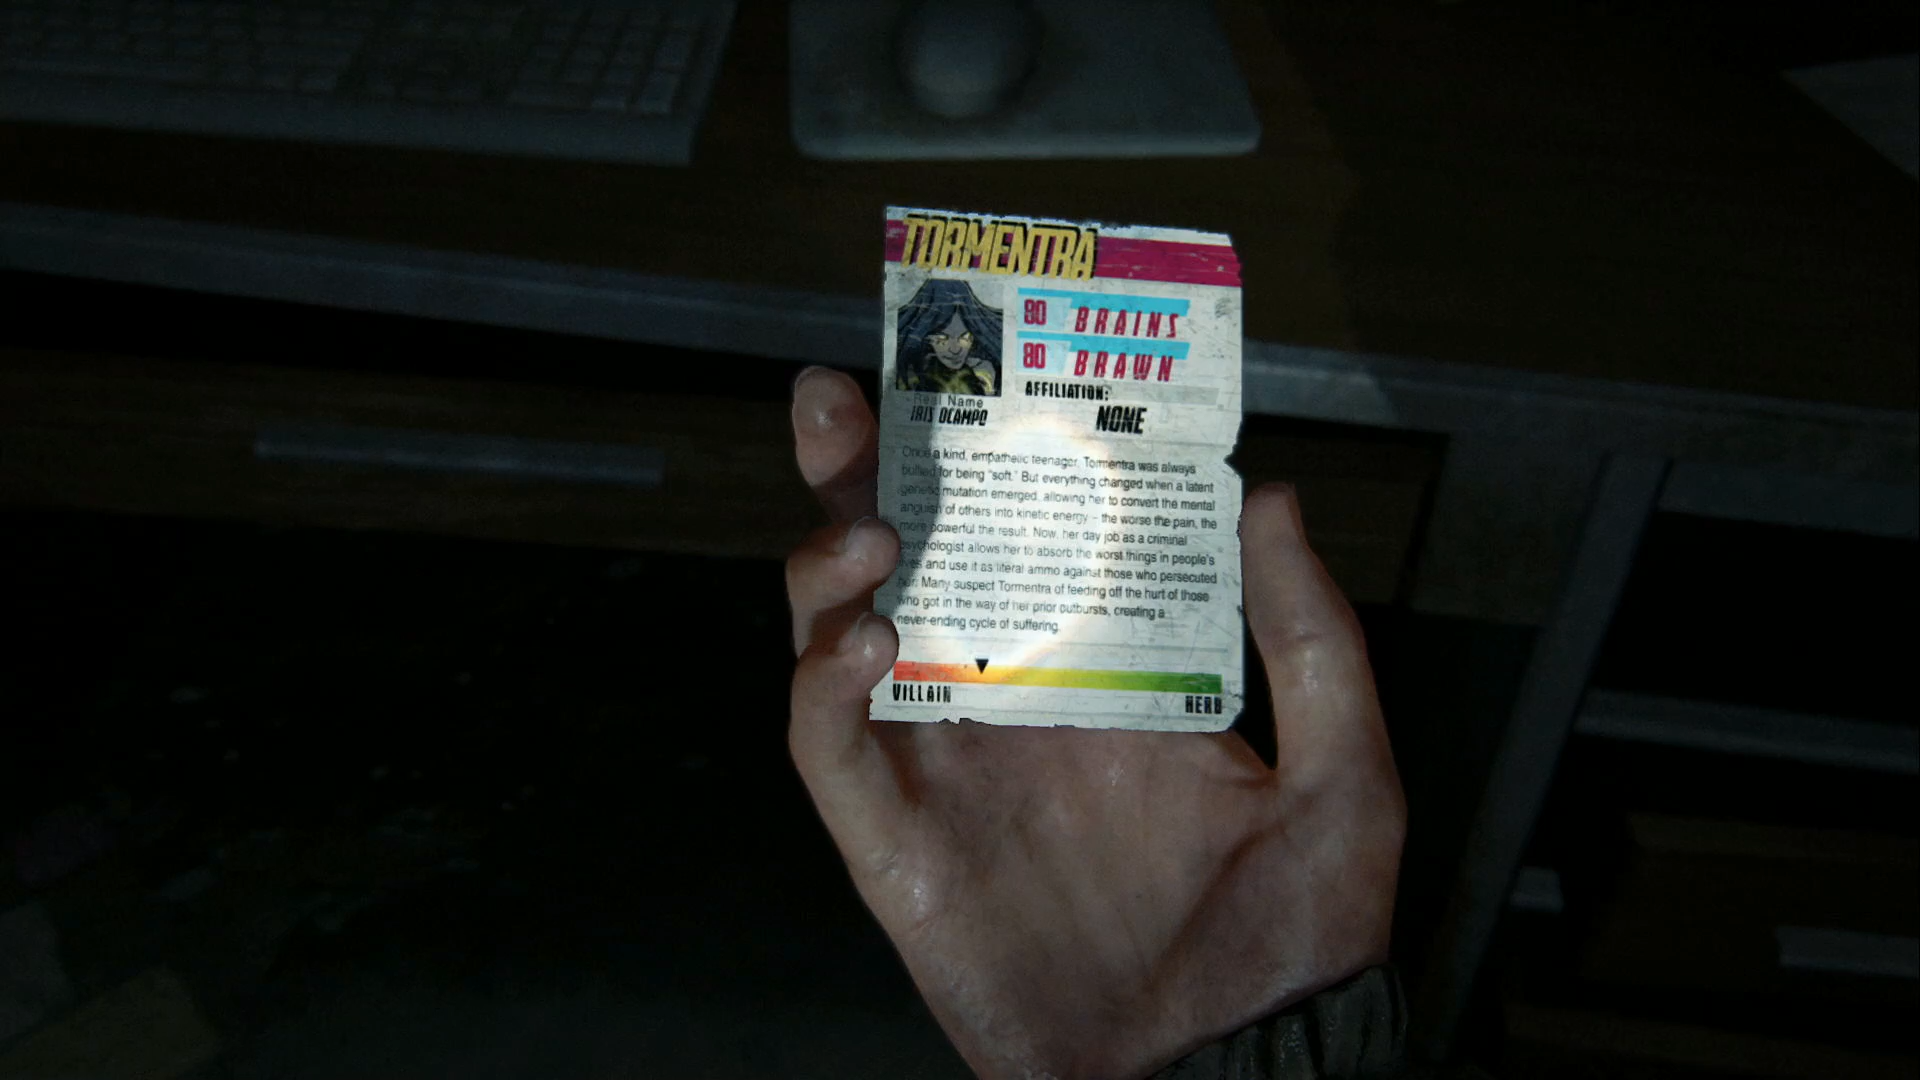 TORMENTRA
80 BRAINS
80 BRAWN
AFFILIATION:
NONE
Real Name
IRIS OCAMPO
Once a kind, empathetic teenager, Tormentra was always
bullied for being "soft." But everything changed when a latent
genetic mutation emerged, allowing her to convert the mental
anguish of others into kinetic energy – the worse the pain, the
more powerful the result. Now, her day job as a criminal
psychologist allows her to absorb the worst things in people's
lives and use it as literal ammo against those who persecuted
her. Many suspect Tormentra of feeding off the hurt of those
who got in the way of her prior outbursts, creating a
never-ending cycle of suffering.
VILLAIN
HERO